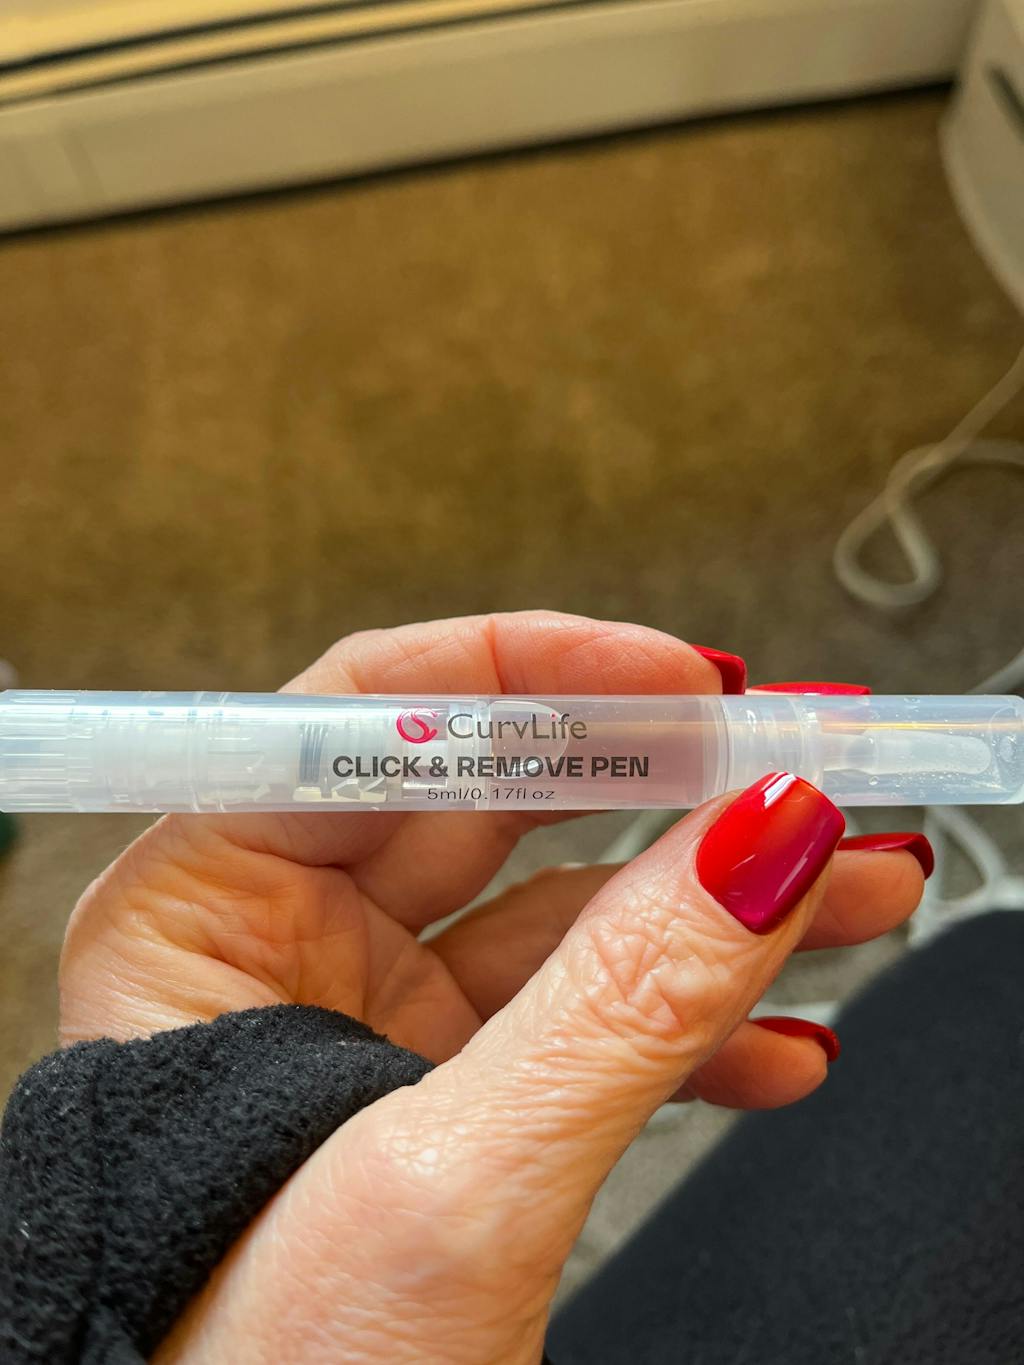 CurvLife
CLICK & REMOVE PEN
5ml/0.17fl oz